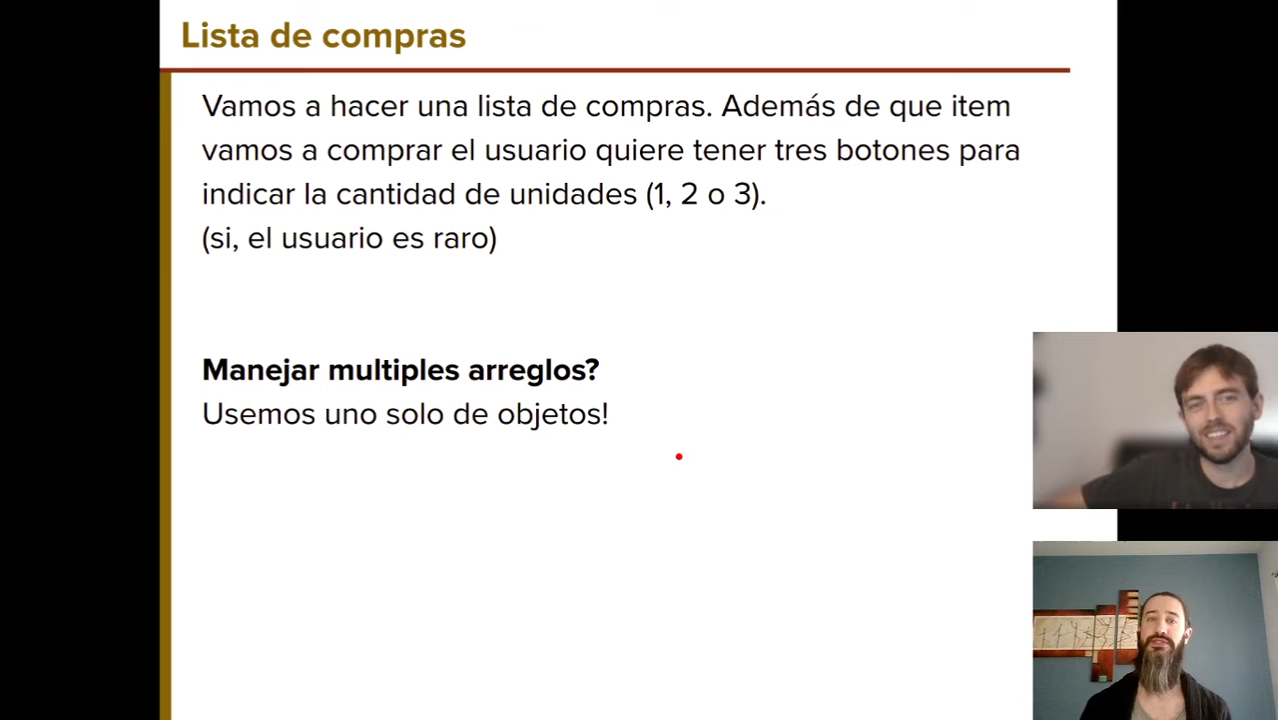 Lista de compras
Vamos a hacer una lista de compras. Además de que item
vamos a comprar el usuario quiere tener tres botones para
indicar la cantidad de unidades (1, 2 o 3).
(si, el usuario es raro)
Manejar multiples arreglos?
Usemos uno solo de objetos!